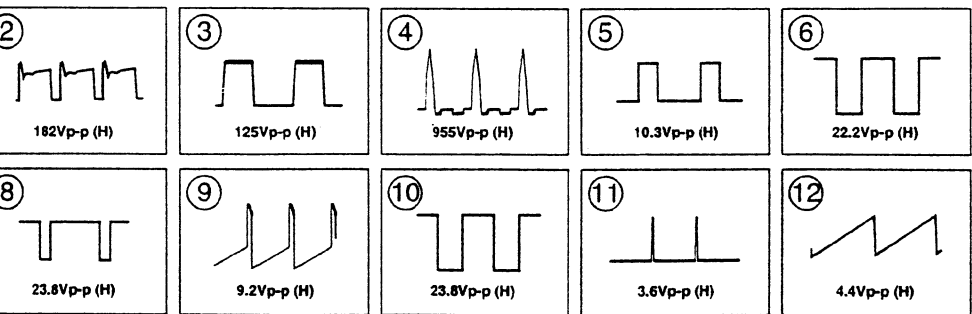 2
182Vp-p (H)
3
125Vp-p (H)
4
955Vp-p (H)
5
10.3Vp-p (H)
6
22.2Vp-p (H)
8
23.8Vp-p (H)
9
9.2Vp-p (H)
10
23.8Vp-p (H)
11
3.6Vp-p (H)
12
4.4Vp-p (H)